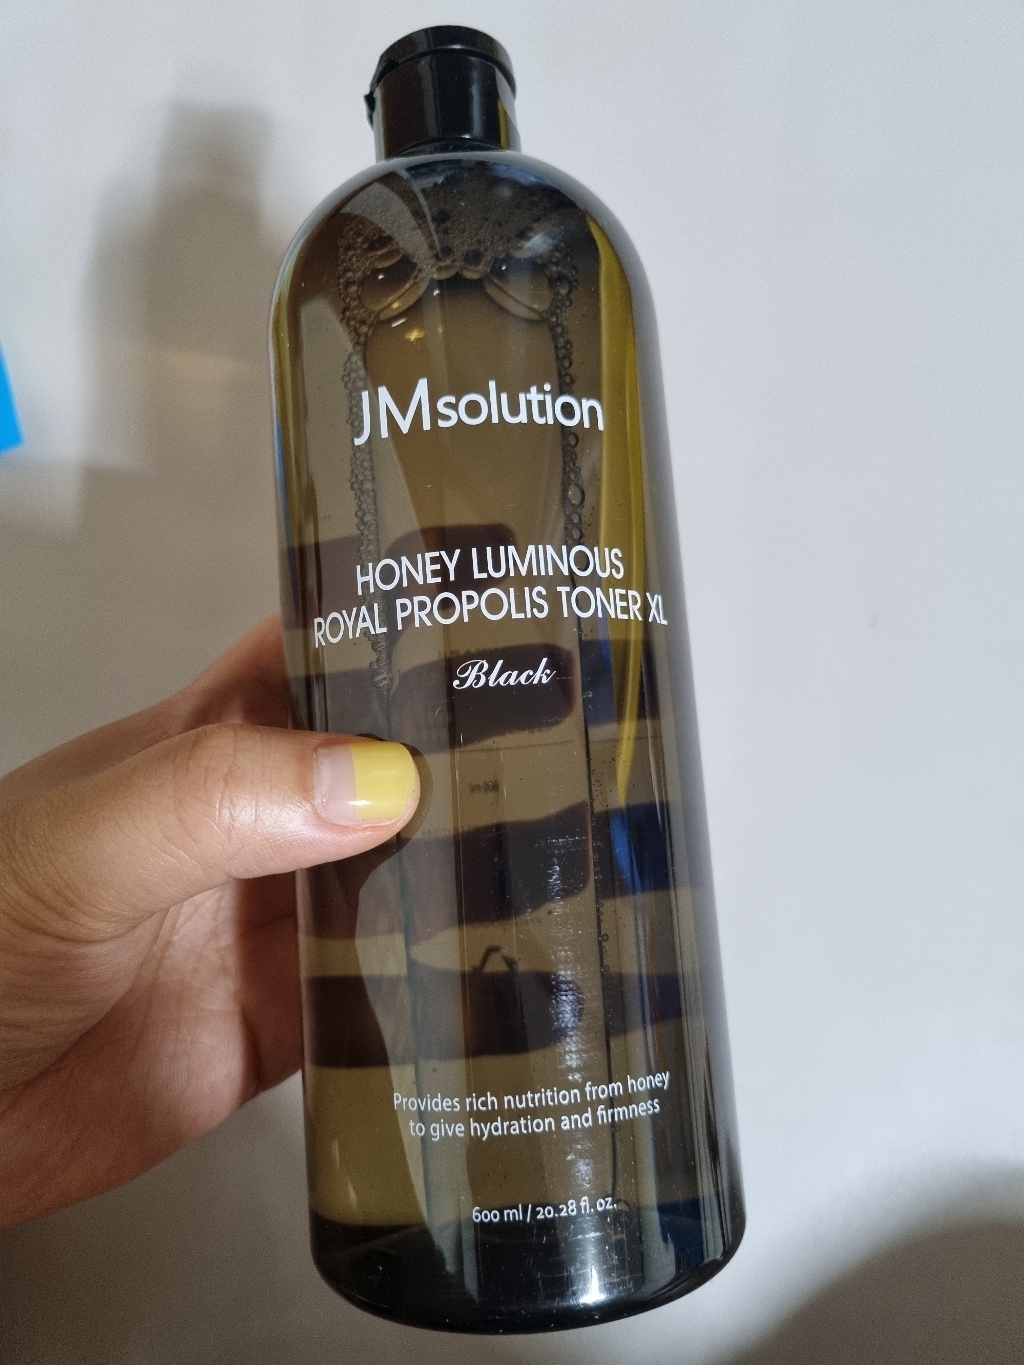 JMsolution
HONEY LUMINOUS
ROYAL PROPOLIS TONER XL
Black
Provides rich nutrition from honey
to give hydration and firmness
600 ml / 20.28 fl. oz.